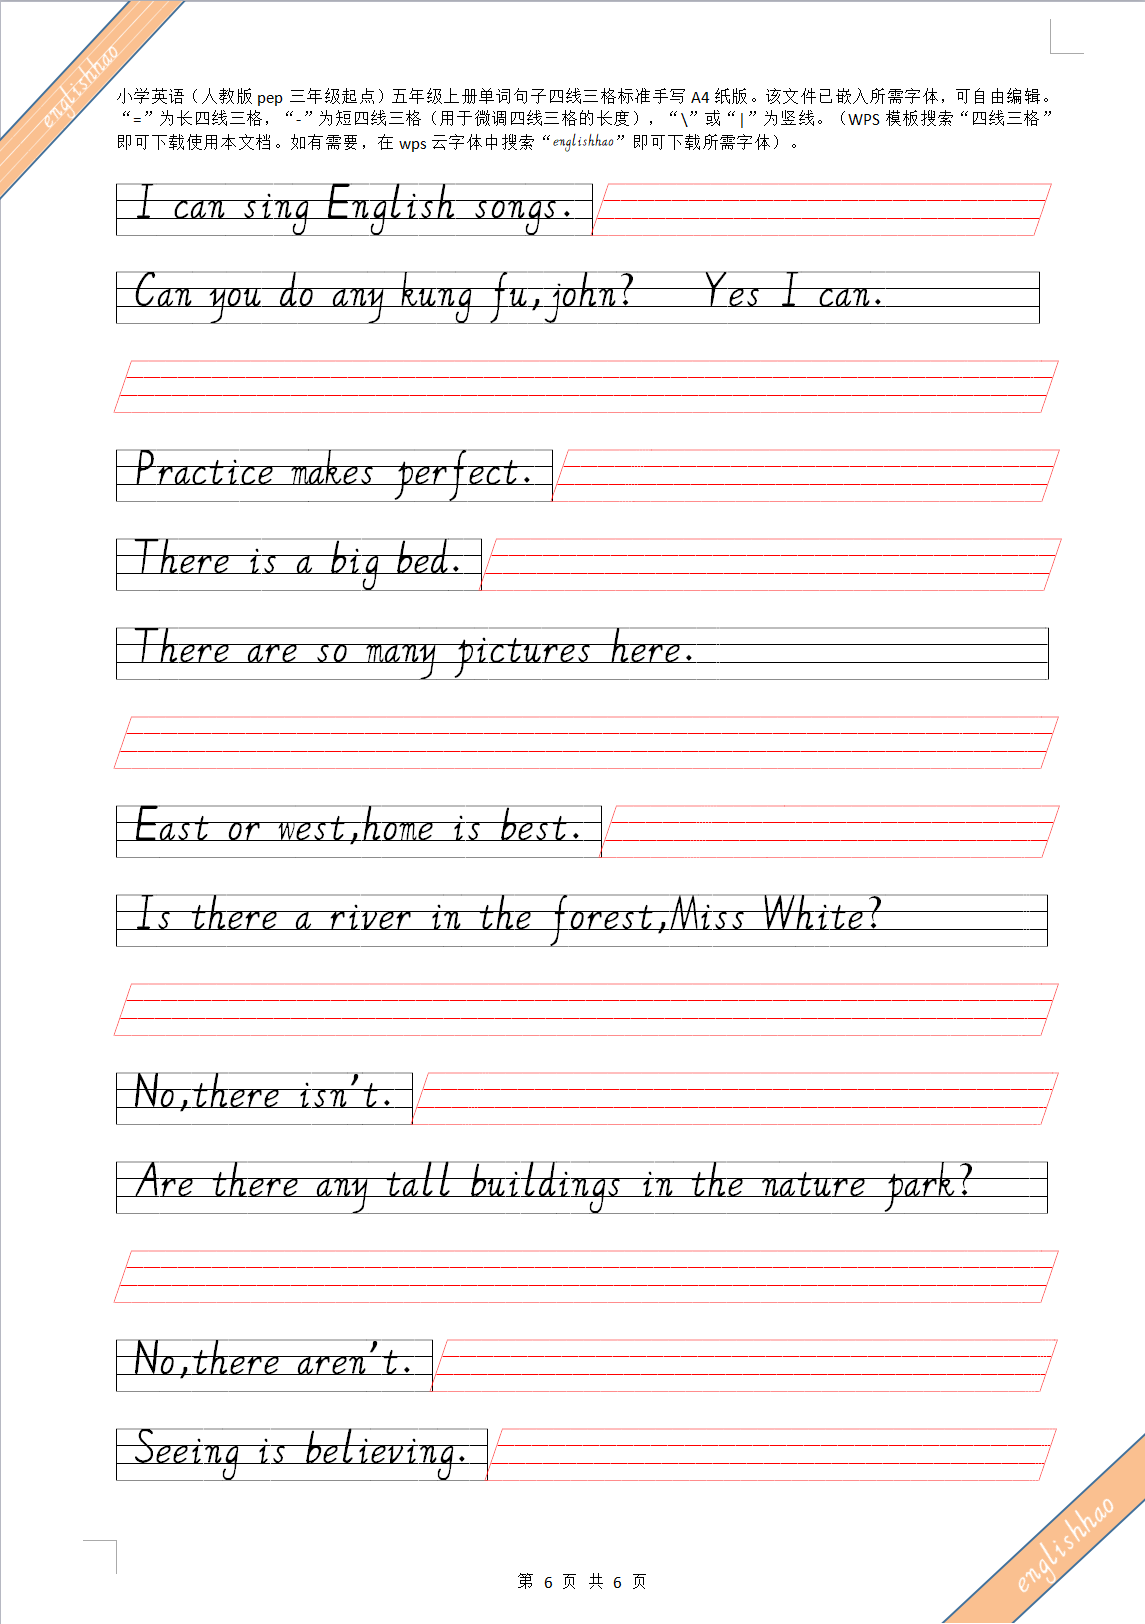 englishhao
小学英语（人教版 pep 三年级起点）五年级上册单词句子四线三格标准手写 A4 纸版。该文件已嵌入所需字体，可自由编辑。
“=”为长四线三格，“-”为短四线三格（用于微调四线三格的长度），“\”或“|”为竖线。（WPS 模板搜索“四线三格”
即可下载使用本文档。如有需要，在 wps 云字体中搜索“englishhao”即可下载所需字体）。
I can sing English songs.
Can you do any kung fu,john? Yes I can.
Practice makes perfect.
There is a big bed.
There are so many pictures here.
East or west,home is best.
Is there a river in the forest,Miss White?
No,there isn't.
Are there any tall buildings in the nature park?
No,there aren't.
Seeing is believing.
englishhao
第 6 页 共 6 页